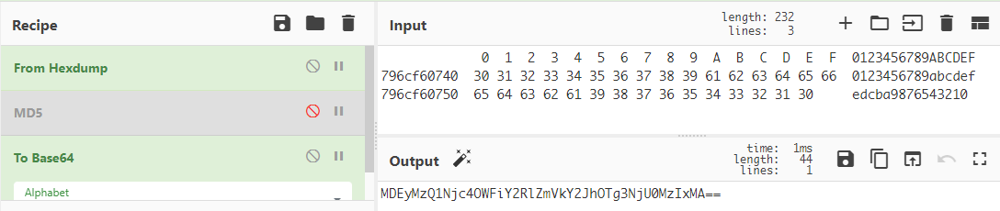 Recipe
From Hexdump
MD5
To Base64
Alphabet
Input
length: 232
lines: 3
0 1 2 3 4 5 6 7 8 9 A B C D E F 0123456789ABCDEF
796cf60740 30 31 32 33 34 35 36 37 38 39 61 62 63 64 65 66 0123456789abcdef
796cf60750 65 64 63 62 61 39 38 37 36 35 34 33 32 31 30 edcba9876543210
Output
time: 1ms
length: 44
lines: 1
MDEyMzQ1Njc4OWFiY2RlZmVkY2JhOTg3NjU0MzIxMA==